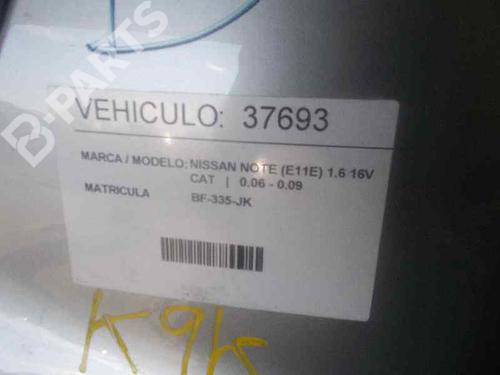 B-PARTS
VEHICULO: 37693
MARCA / MODELO: NISSAN NOTE (E11E) 1.6 16V
CAT | 0.06 - 0.09
MATRICULA BF-335-JK
K9K